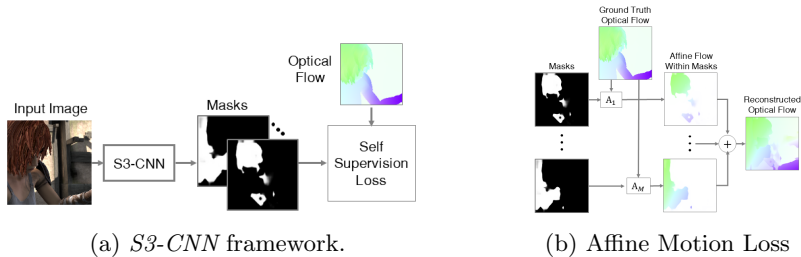 Input Image
S3-CNN
Masks
Optical
Flow
Self
Supervision
Loss
(a) S3-CNN framework.
Ground Truth
Optical Flow
Masks
A1
AM
Affine Flow
Within Masks
+
Reconstructed
Optical Flow
(b) Affine Motion Loss